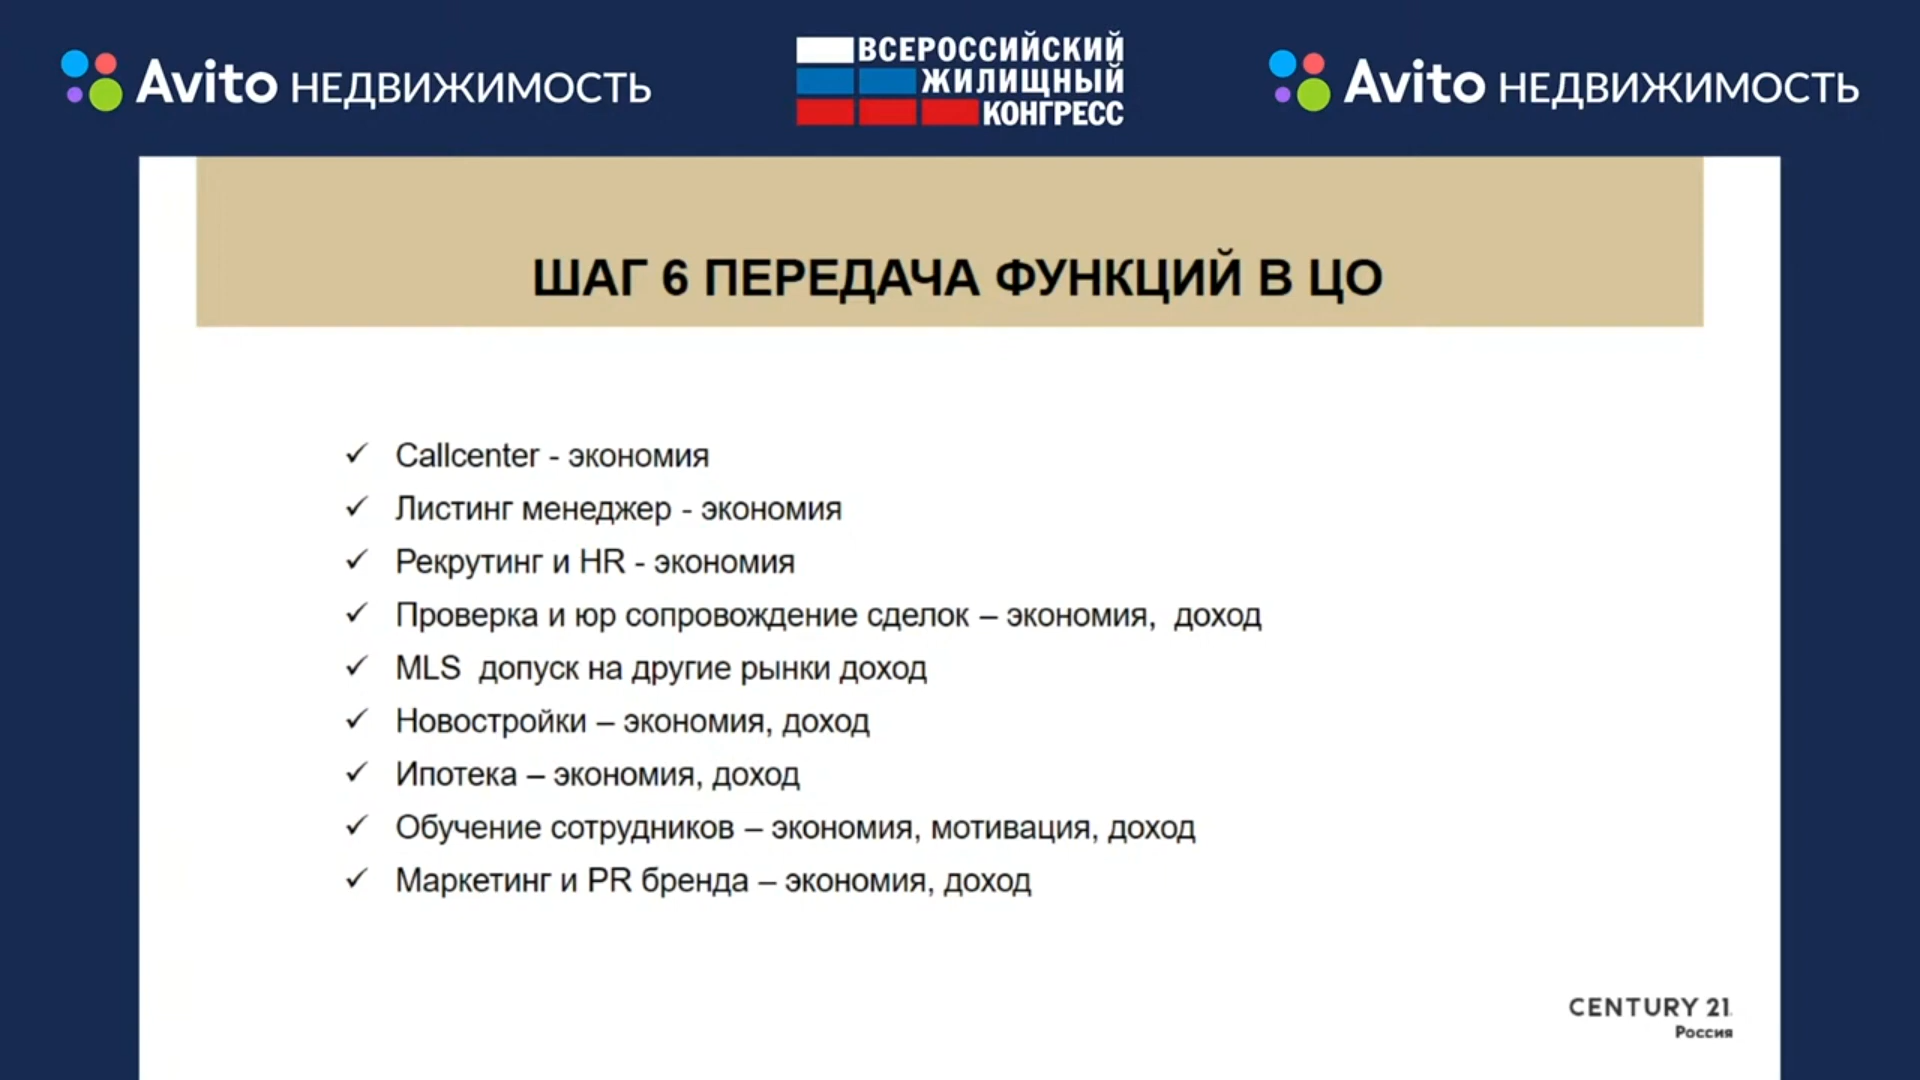 Avito НЕДВИЖИМОСТЬ
ВСЕРОССИЙСКИЙ
ЖИЛИЩНЫЙ
КОНГРЕСС
Avito НЕДВИЖИМОСТЬ
ШАГ 6 ПЕРЕДАЧА ФУНКЦИЙ В ЦО
✓ Callcenter - экономия
✓ Листинг менеджер - экономия
✓ Рекрутинг и HR - экономия
✓ Проверка и юр сопровождение сделок – экономия, доход
✓ MLS допуск на другие рынки доход
✓ Новостройки – экономия, доход
✓ Ипотека – экономия, доход
✓ Обучение сотрудников – экономия, мотивация, доход
✓ Маркетинг и PR бренда – экономия, доход
CENTURY 21
Россия